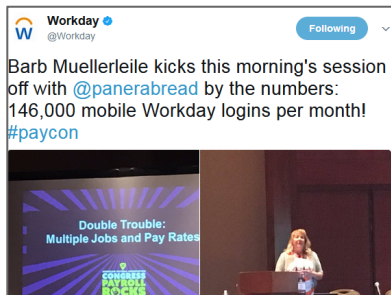 Workday
@Workday
Following
Barb Muellerleile kicks this morning's session
off with @panerabread by the numbers:
146,000 mobile Workday logins per month!
#paycon
Double Trouble:
Multiple Jobs and Pay Rates
CONGRESS
PAYROLL
ROCKS